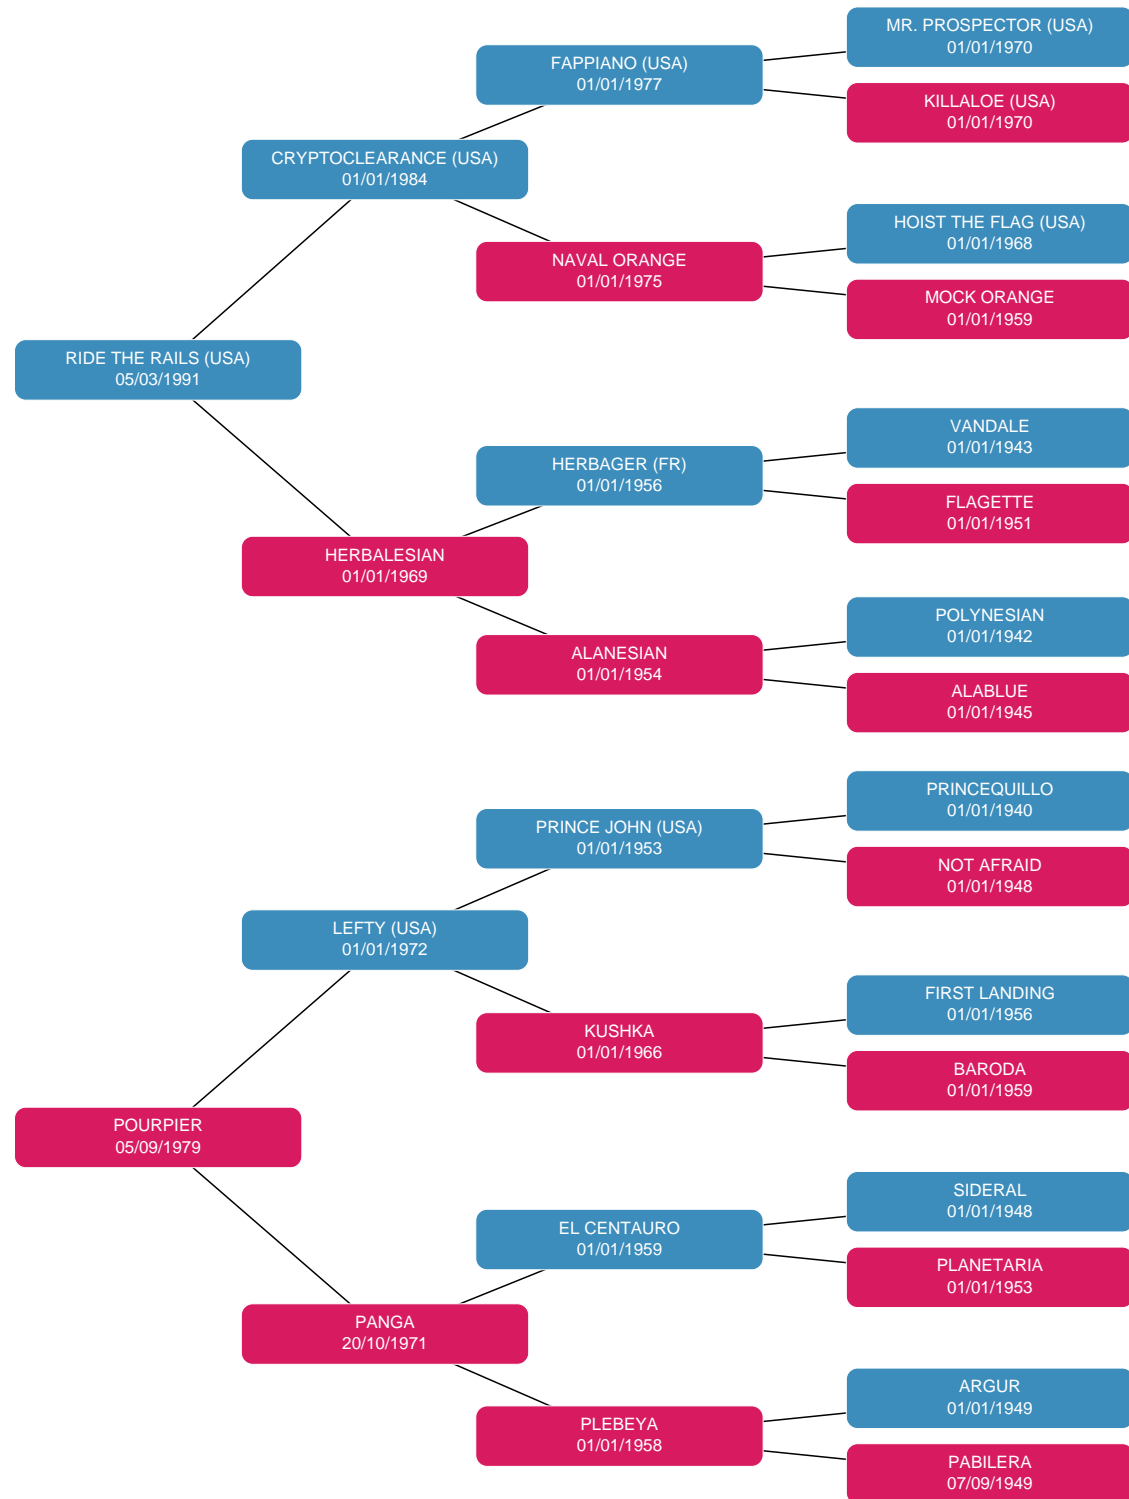 MR. PROSPECTOR (USA)
01/01/1970
FAPPIANO (USA)
01/01/1977
KILLALOE (USA)
01/01/1970
CRYPTOCLEARANCE (USA)
01/01/1984
HOIST THE FLAG (USA)
01/01/1968
NAVAL ORANGE
01/01/1975
MOCK ORANGE
01/01/1959
RIDE THE RAILS (USA)
05/03/1991
VANDALE
01/01/1943
HERBAGER (FR)
01/01/1956
FLAGETTE
01/01/1951
HERBALESIAN
01/01/1969
POLYNESIAN
01/01/1942
ALANESIAN
01/01/1954
ALABLUE
01/01/1945
PRINCEQUILLO
01/01/1940
PRINCE JOHN (USA)
01/01/1953
NOT AFRAID
01/01/1948
LEFTY (USA)
01/01/1972
FIRST LANDING
01/01/1956
KUSHKA
01/01/1966
BARODA
01/01/1959
POURPIER
05/09/1979
SIDERAL
01/01/1948
EL CENTAURO
01/01/1959
PLANETARIA
01/01/1953
PANGA
20/10/1971
ARGUR
01/01/1949
PLEBEYA
01/01/1958
PABILERA
07/09/1949